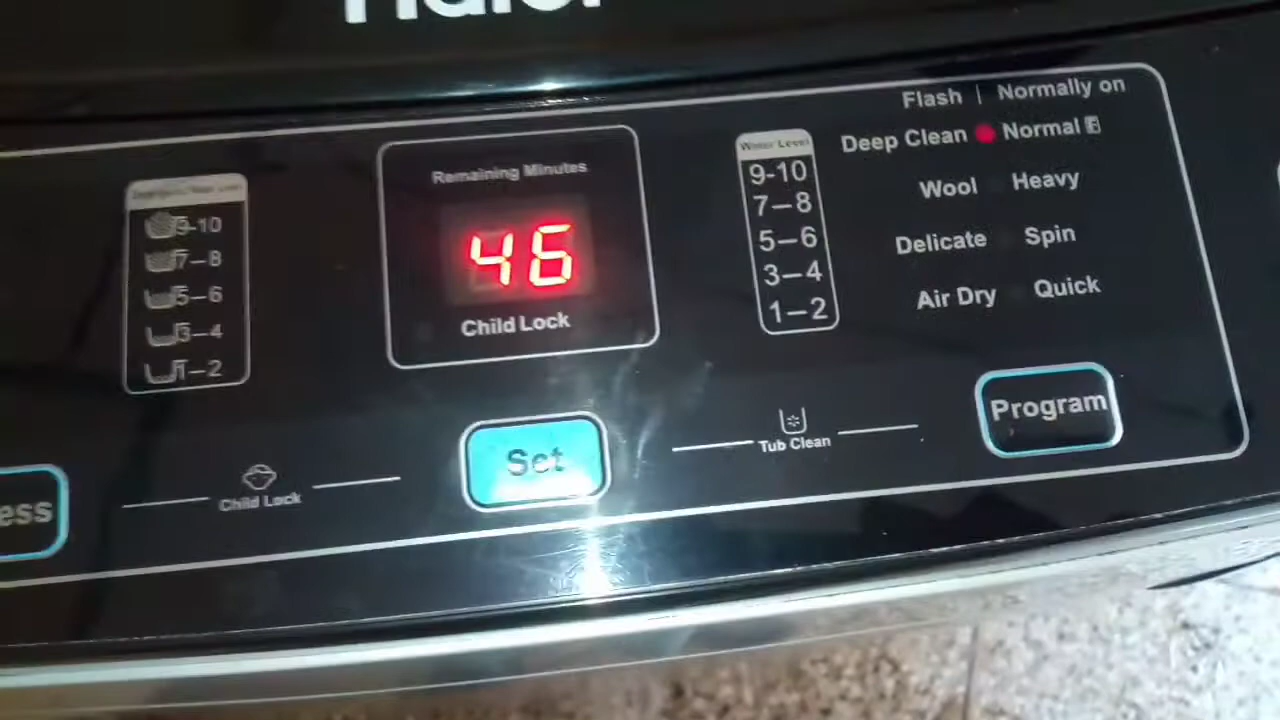 Haier
Flash | Normally on
Deep Clean Normal F
Wool Heavy
Delicate Spin
Air Dry Quick
Program
Water Level
9-10
7-8
5-6
3-4
1-2
Remaining Minutes
46
Child Lock
9-10
7-8
5-6
3-4
1-2
Set
Tub Clean
Child Lock
ess